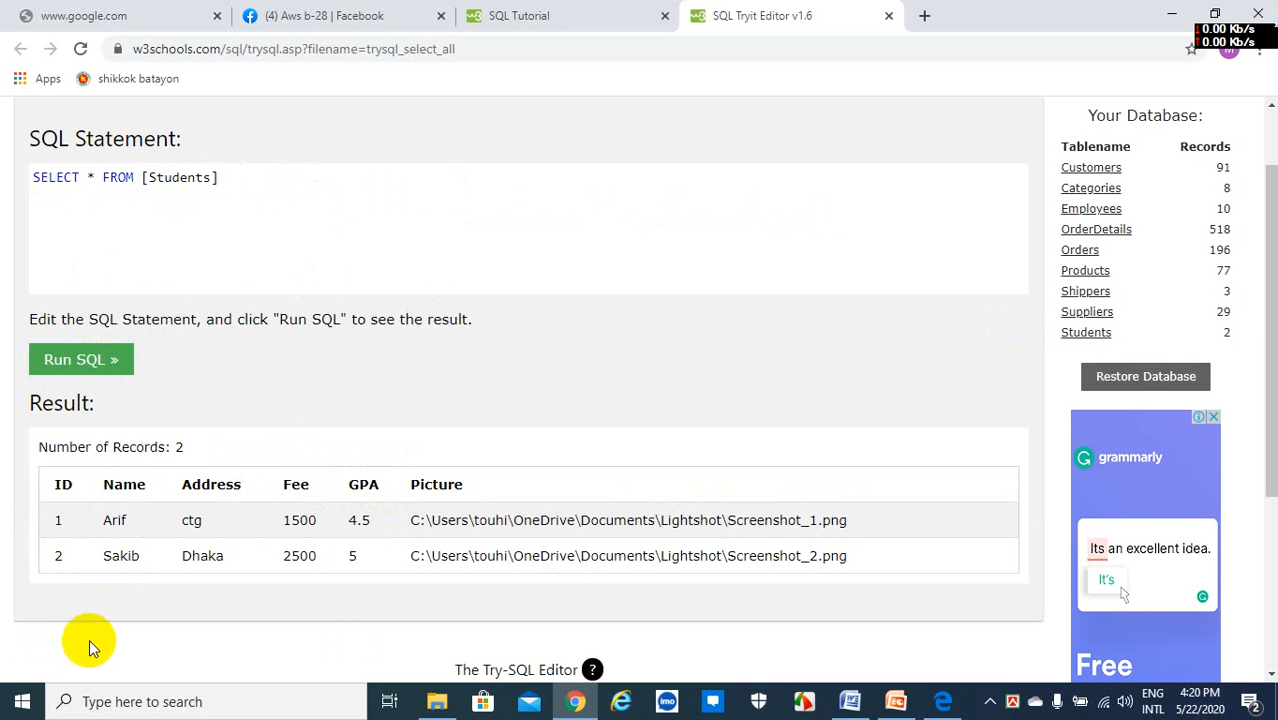 www.google.com
(4) Aws b-28 | Facebook
SQL Tutorial
SQL Tryit Editor v1.6
0.00 Kb/s
0.00 Kb/s
w3schools.com/sql/trysql.asp?filename=trysql_select_all
Apps
shikkok batayon
SQL Statement:
SELECT * FROM [Students]
Edit the SQL Statement, and click "Run SQL" to see the result.
Run SQL »
Result:
Number of Records: 2
ID Name Address Fee GPA Picture
1 Arif ctg 1500 4.5 C:\Users\touhi\OneDrive\Documents\Lightshot\Screenshot_1.png
2 Sakib Dhaka 2500 5 C:\Users\touhi\OneDrive\Documents\Lightshot\Screenshot_2.png
The Try-SQL Editor ?
Your Database:
Tablename Records
Customers 91
Categories 8
Employees 10
OrderDetails 518
Orders 196
Products 77
Shippers 3
Suppliers 29
Students 2
Restore Database
grammarly
Its an excellent idea.
It's
Free
Type here to search
imo
ENG
INTL
4:20 PM
5/22/2020
2